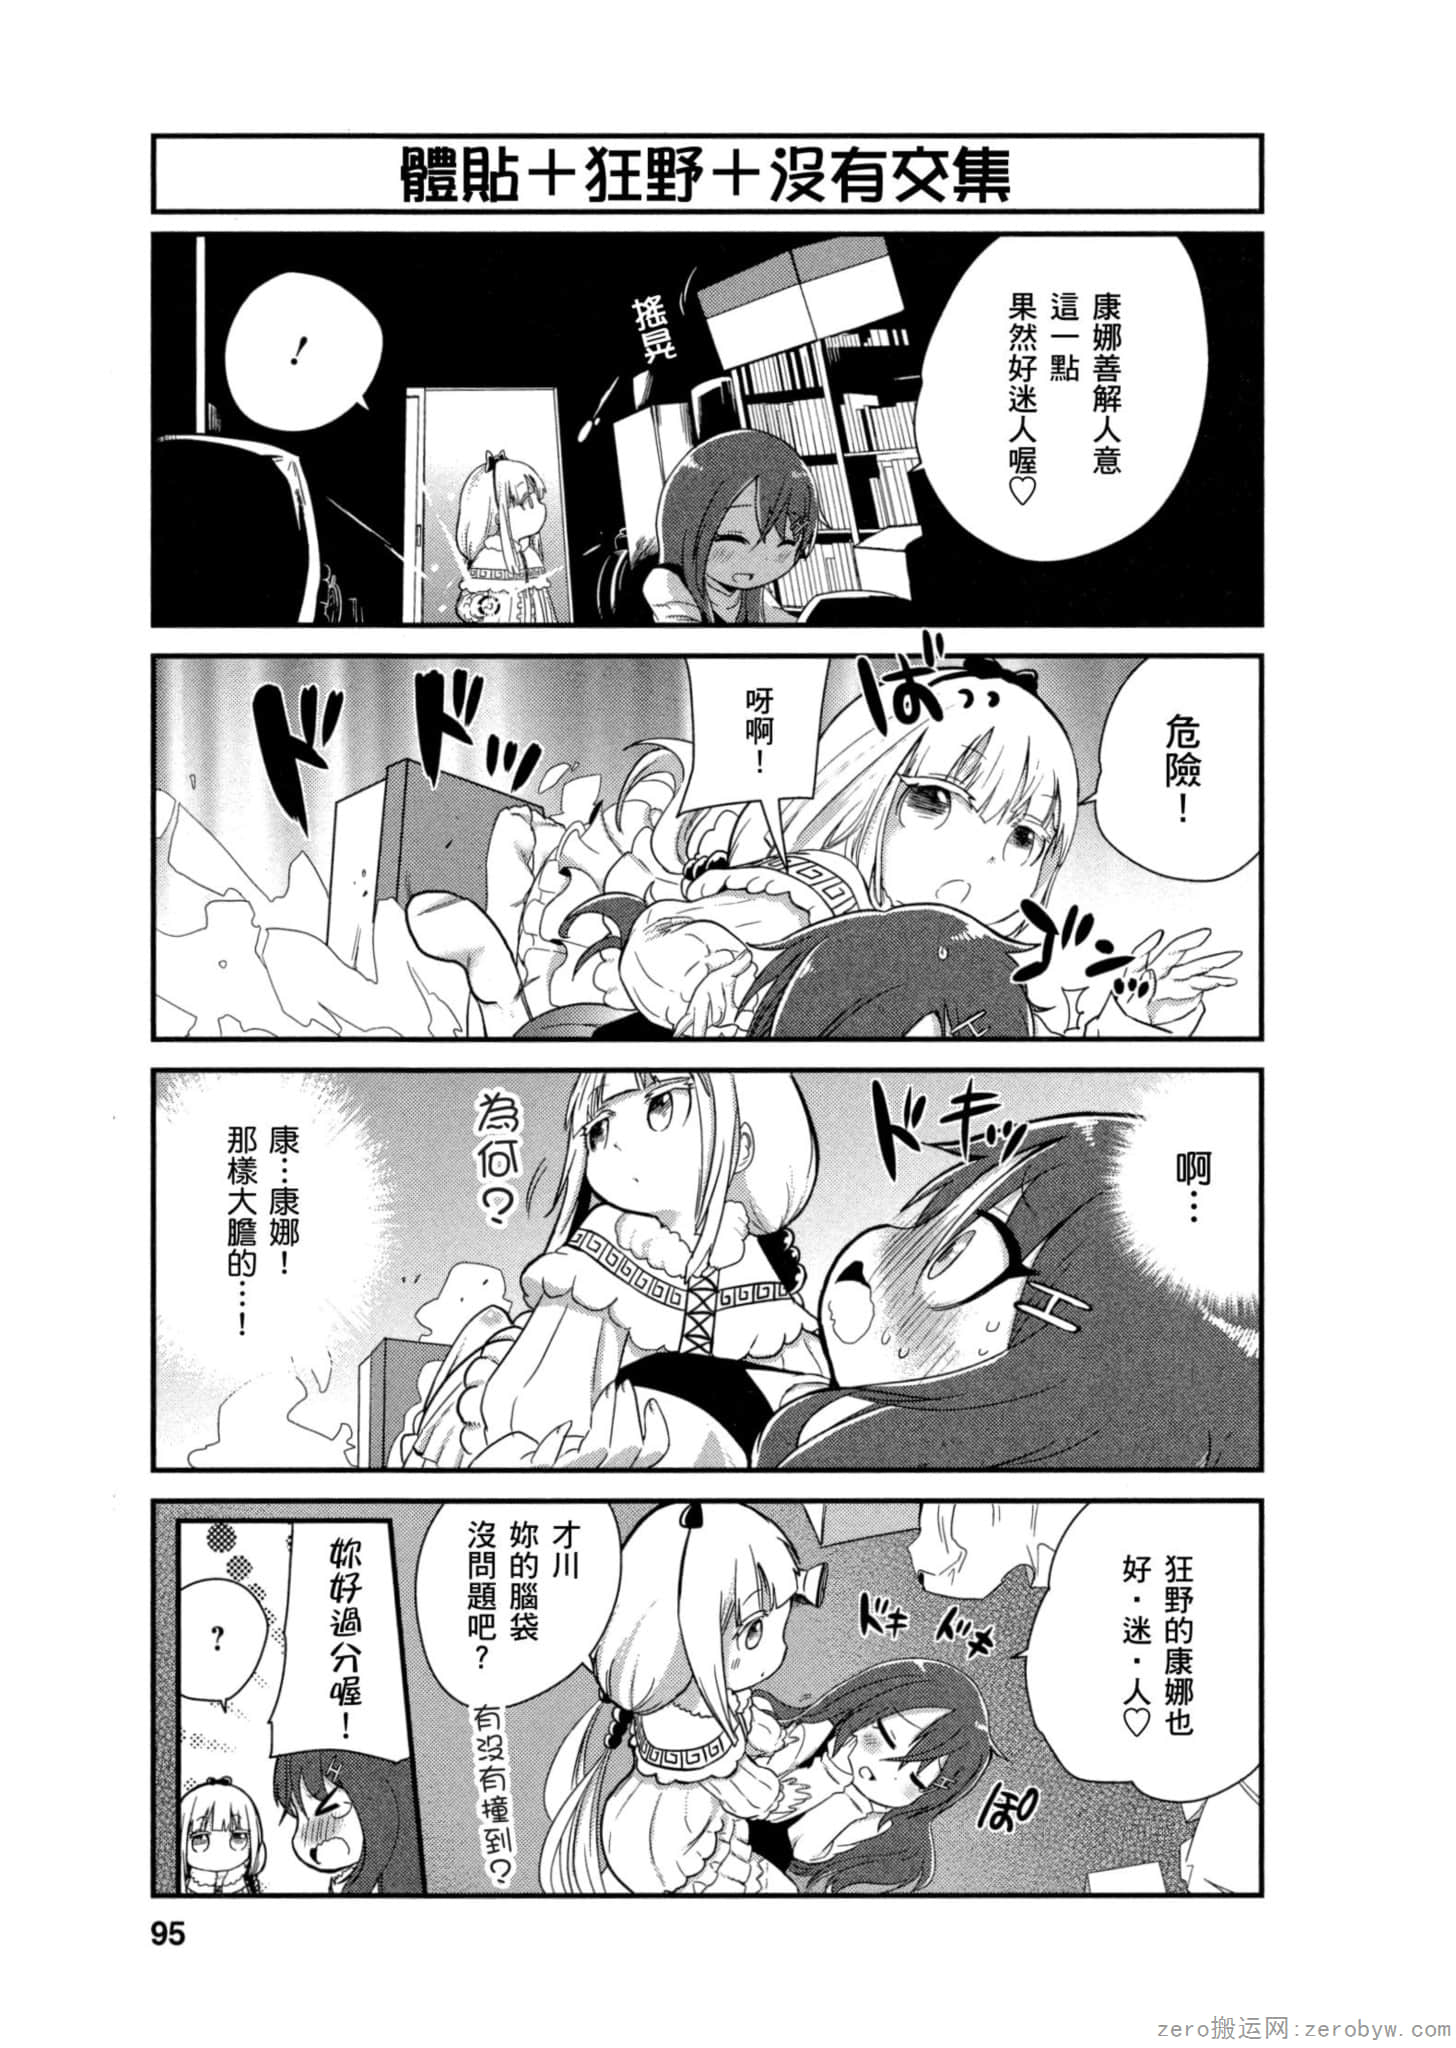 體貼＋狂野＋沒有交集
康娜善解人意
這一點
果然好迷人喔♡
搖晃
！
危險！
ばっっ
呀啊！
ゴン…
ドドドド
啊…
ドキッ
為何？
康…康娜！
那樣大膽的…！
狂野的康娜也
好·迷·人♡
ドキ
ドキ
ぽっ
才川
妳的腦袋
沒問題吧？
有沒有撞到？
妳好過分喔！
？
95
zero搬运网:zerobyw.com